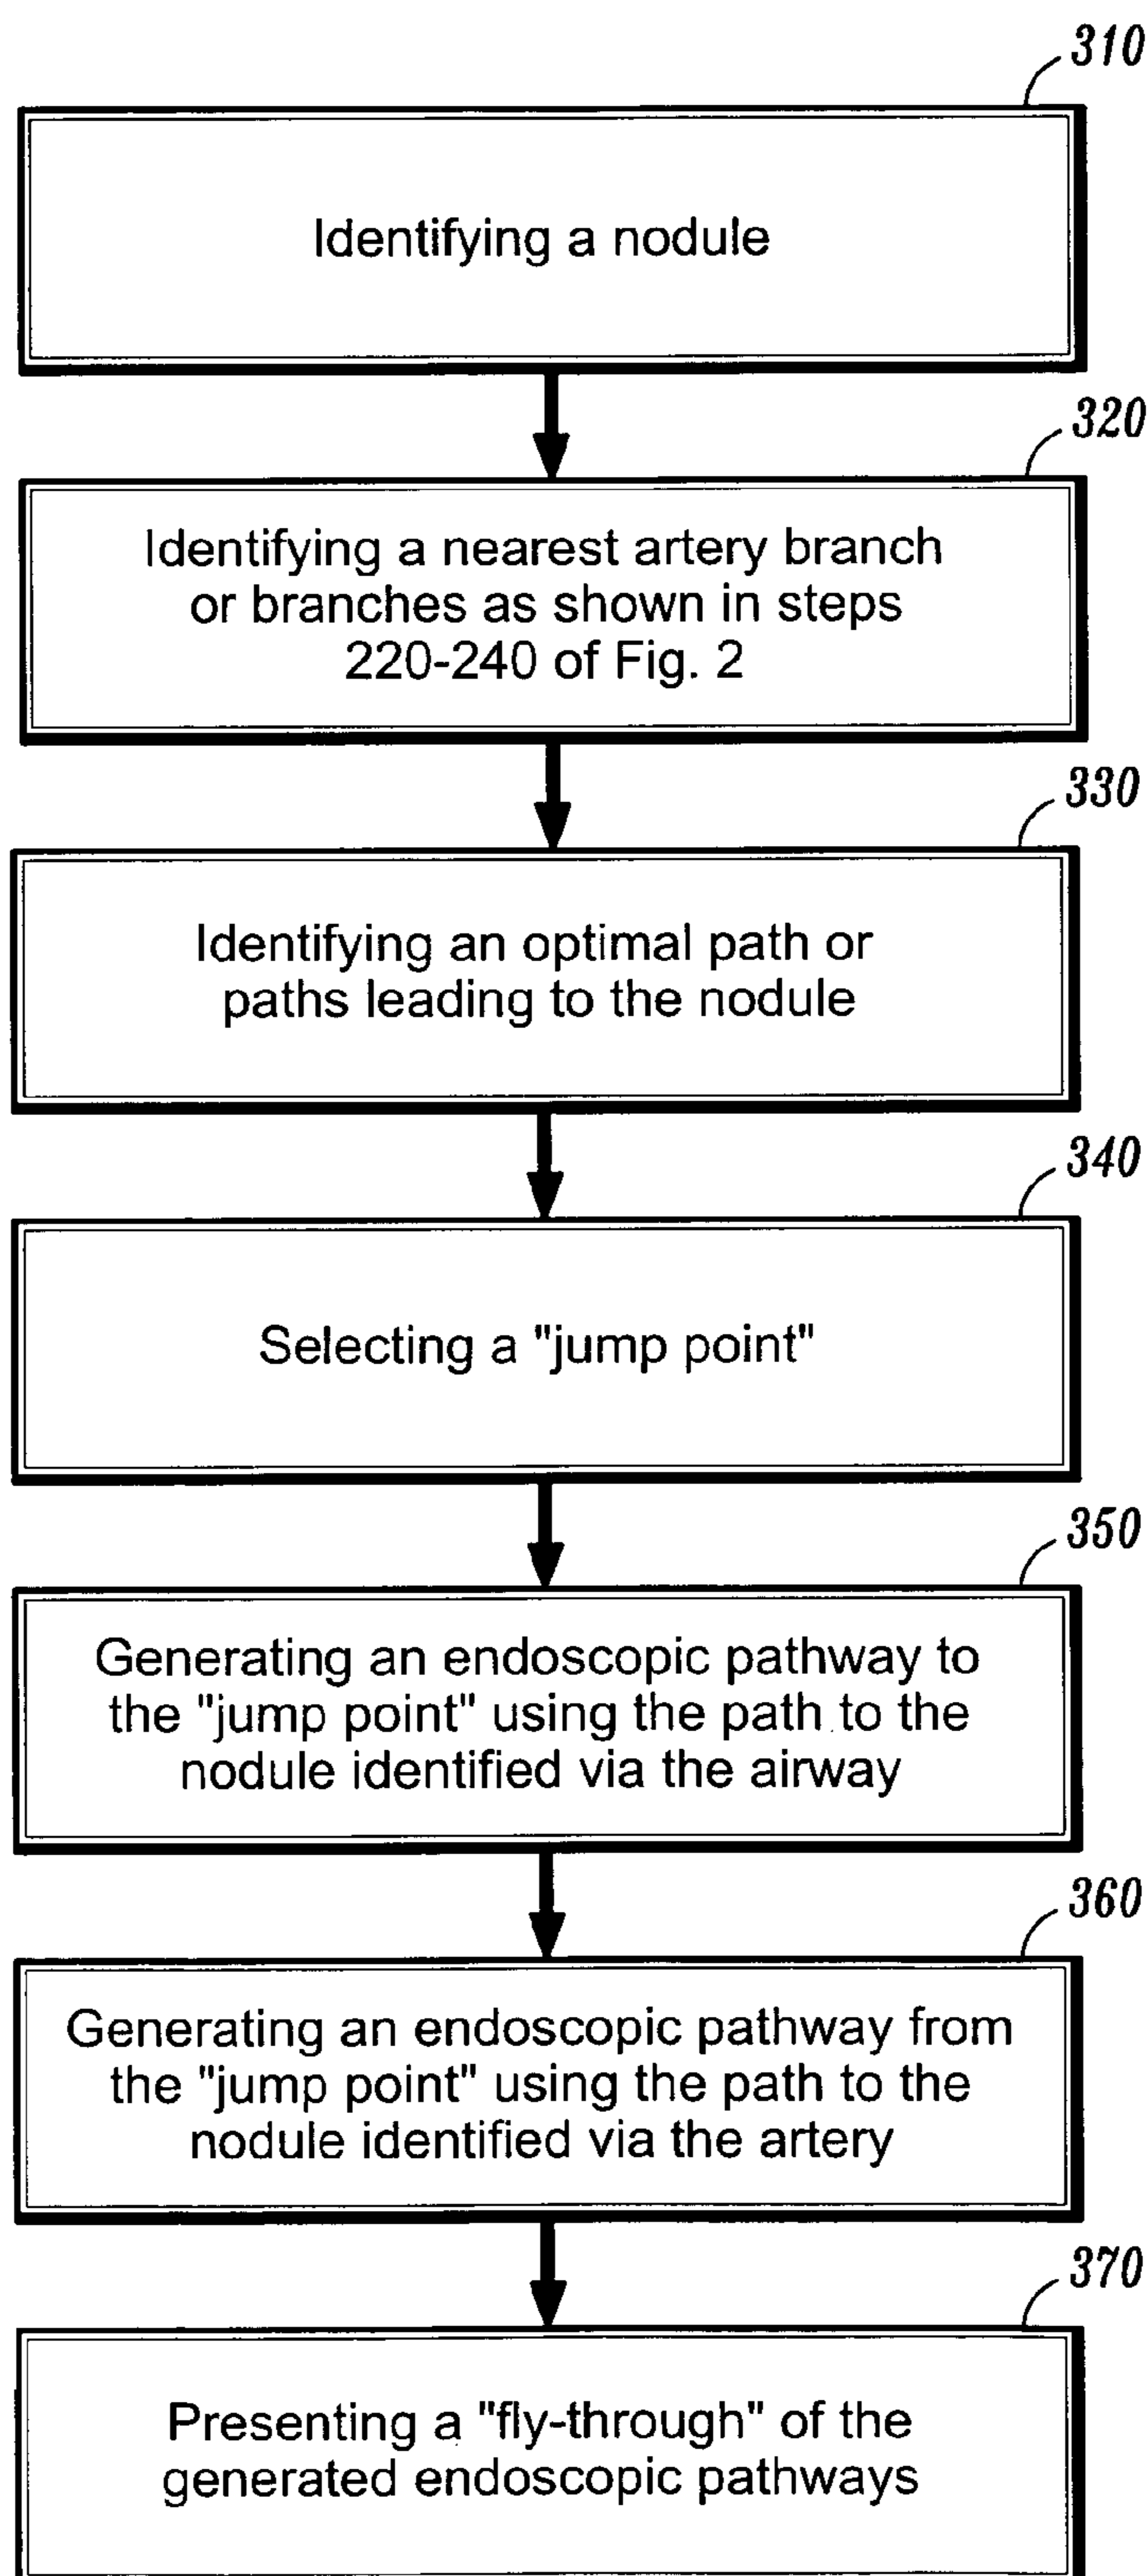 310
Identifying a nodule
320
Identifying a nearest artery branch
or branches as shown in steps
220-240 of Fig. 2
330
Identifying an optimal path or
paths leading to the nodule
340
Selecting a "jump point"
350
Generating an endoscopic pathway to
the "jump point" using the path to the
nodule identified via the airway
360
Generating an endoscopic pathway from
the "jump point" using the path to the
nodule identified via the artery
370
Presenting a "fly-through" of the
generated endoscopic pathways